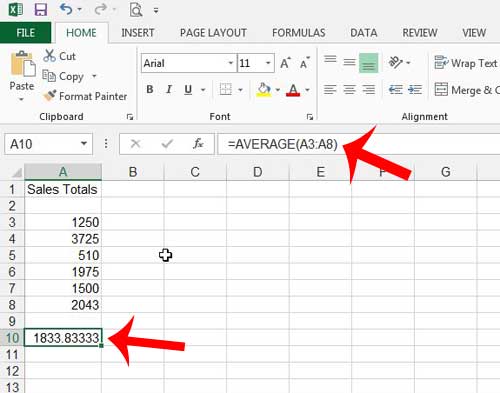 FILE HOME INSERT PAGE LAYOUT FORMULAS DATA REVIEW VIEW
Cut
Copy
Format Painter
Paste
Clipboard
Arial 11 A A
B I U A
Font
Wrap Text
Merge & C
Alignment
A10 fx =AVERAGE(A3:A8)
A B C D E F G
1 Sales Totals
2
3 1250
4 3725
5 510
6 1975
7 1500
8 2043
9
10 1833.83333
11
12
13